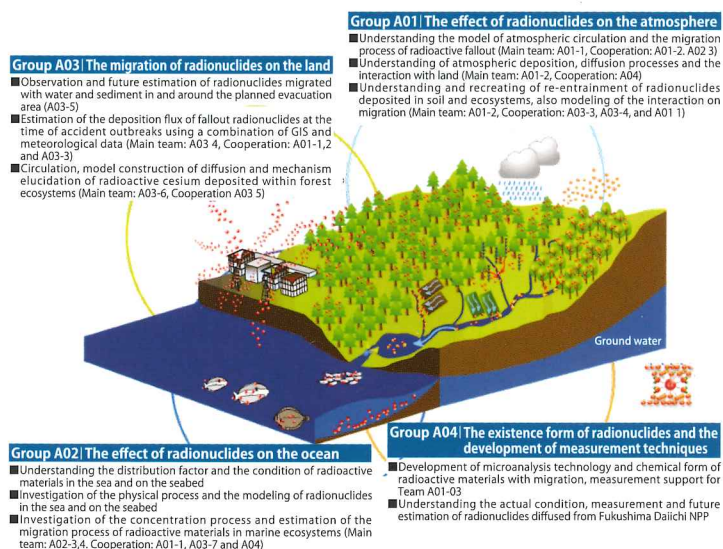 Group A01|The effect of radionuclides on the atmosphere
■Understanding the model of atmospheric circulation and the migration
process of radioactive fallout (Main team: A01-1, Cooperation: A01-2. A02 3)
■Understanding of atmospheric deposition, diffusion processes and the
interaction with land (Main team: A01-2, Cooperation: A04)
■Understanding and recreating of re-entrainment of radionuclides
deposited in soil and ecosystems, also modeling of the interaction on
migration (Main team: A01-2, Cooperation: A03-3, A03-4, and A01 1)
Group A03|The migration of radionuclides on the land
■Observation and future estimation of radionuclides migrated
with water and sediment in and around the planned evacuation
area (A03-5)
■Estimation of the deposition flux of fallout radionuclides at the
time of accident outbreaks using a combination of GIS and
meteorological data (Main team: A03 4, Cooperation: A01-1,2
and A03-3)
■Circulation, model construction of diffusion and mechanism
elucidation of radioactive cesium deposited within forest
ecosystems (Main team: A03-6, Cooperation A03 5)
Ground water
Group A02|The effect of radionuclides on the ocean
■Understanding the distribution factor and the condition of radioactive
materials in the sea and on the seabed
■Investigation of the physical process and the modeling of radionuclides
in the sea and on the seabed
■Investigation of the concentration process and estimation of the
migration process of radioactive materials in marine ecosystems (Main
team: A02-3,4. Cooperation: A01-1, A03-7 and A04)
Group A04|The existence form of radionuclides and the
development of measurement techniques
■Development of microanalysis technology and chemical form of
radioactive materials with migration, measurement support for
Team A01-03
■Understanding the actual condition, measurement and future
estimation of radionuclides diffused from Fukushima Daiichi NPP